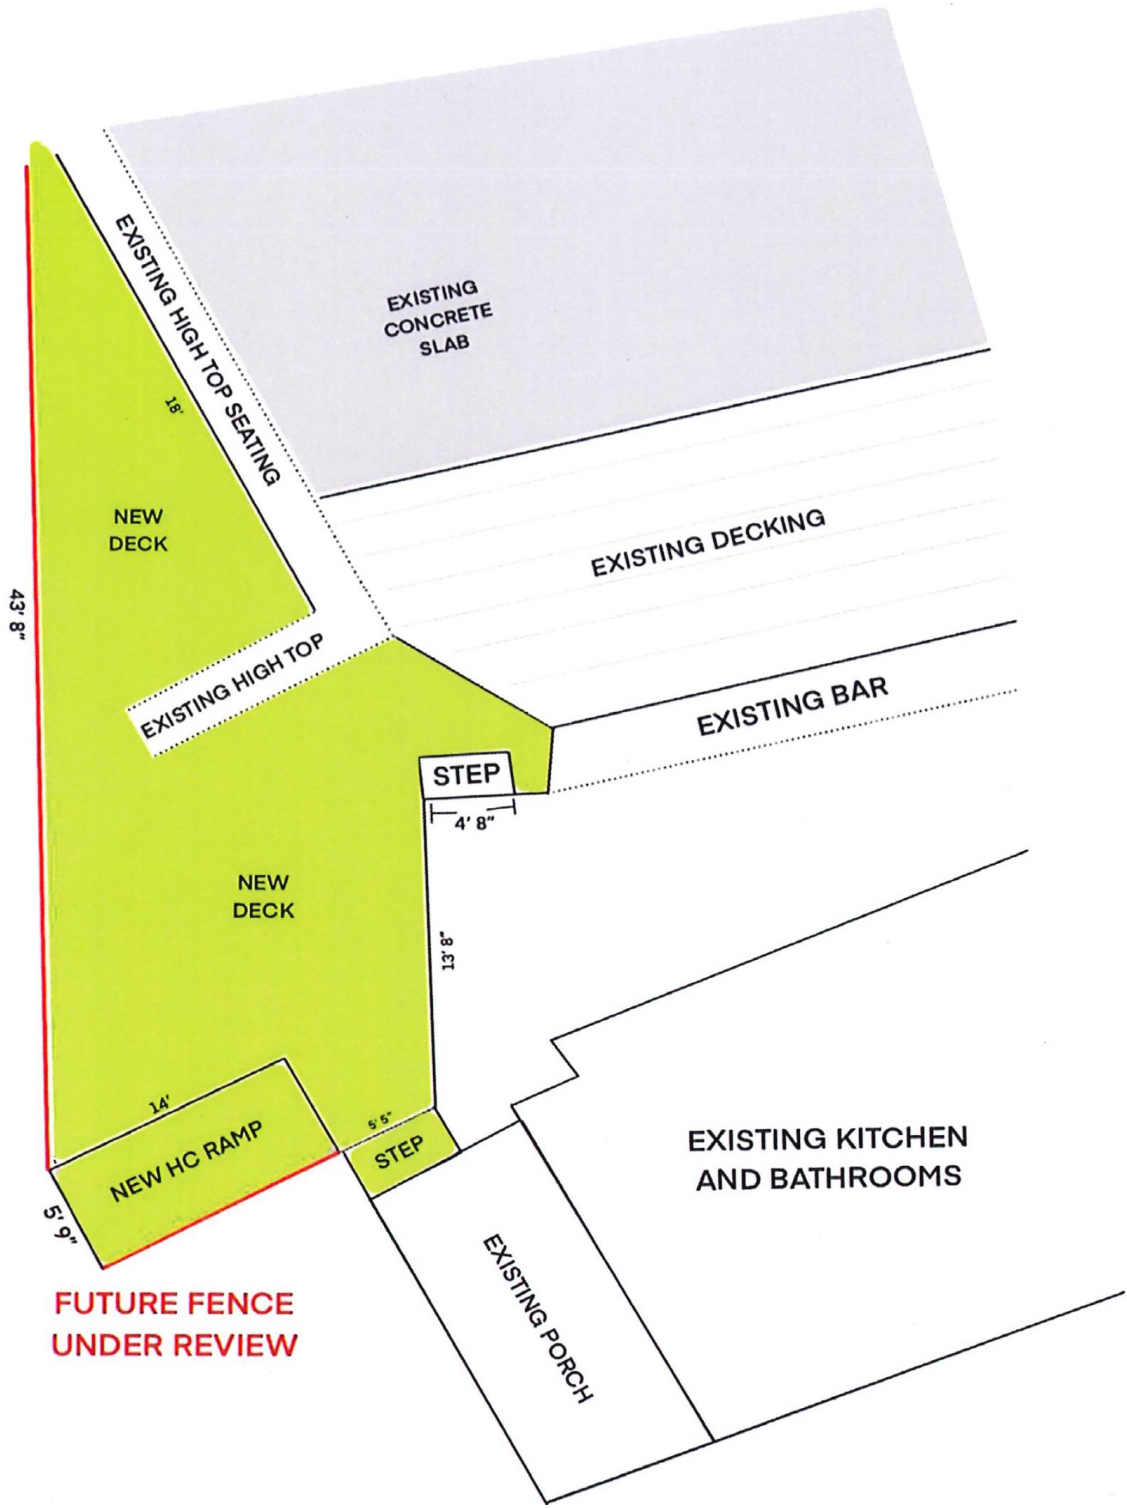 EXISTING HIGH TOP SEATING
EXISTING
CONCRETE
SLAB
18'
NEW
DECK
EXISTING DECKING
43' 8"
EXISTING HIGH TOP
EXISTING BAR
STEP
4' 8"
NEW
DECK
13' 8"
14'
NEW HC RAMP
5' 5"
STEP
EXISTING KITCHEN
AND BATHROOMS
5' 9"
EXISTING PORCH
FUTURE FENCE
UNDER REVIEW